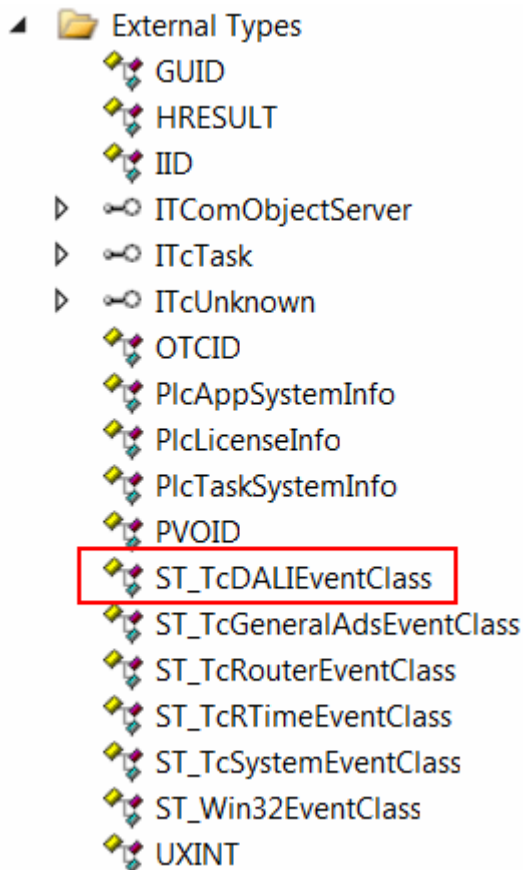 External Types
GUID
HRESULT
IID
ITComObjectServer
ITcTask
ITcUnknown
OTCID
PlcAppSystemInfo
PlcLicenseInfo
PlcTaskSystemInfo
PVOID
ST_TcDALIEventClass
ST_TcGeneralAdsEventClass
ST_TcRouterEventClass
ST_TcRTimeEventClass
ST_TcSystemEventClass
ST_Win32EventClass
UXINT